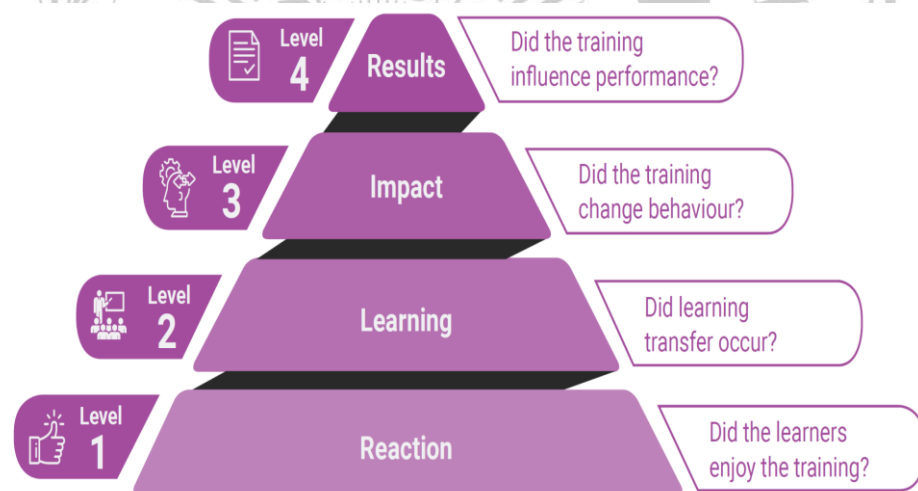 Level
4
Results
Did the training
influence performance?
Level
3
Impact
Did the training
change behaviour?
Level
2
Learning
Did learning
transfer occur?
Level
1
Reaction
Did the learners
enjoy the training?